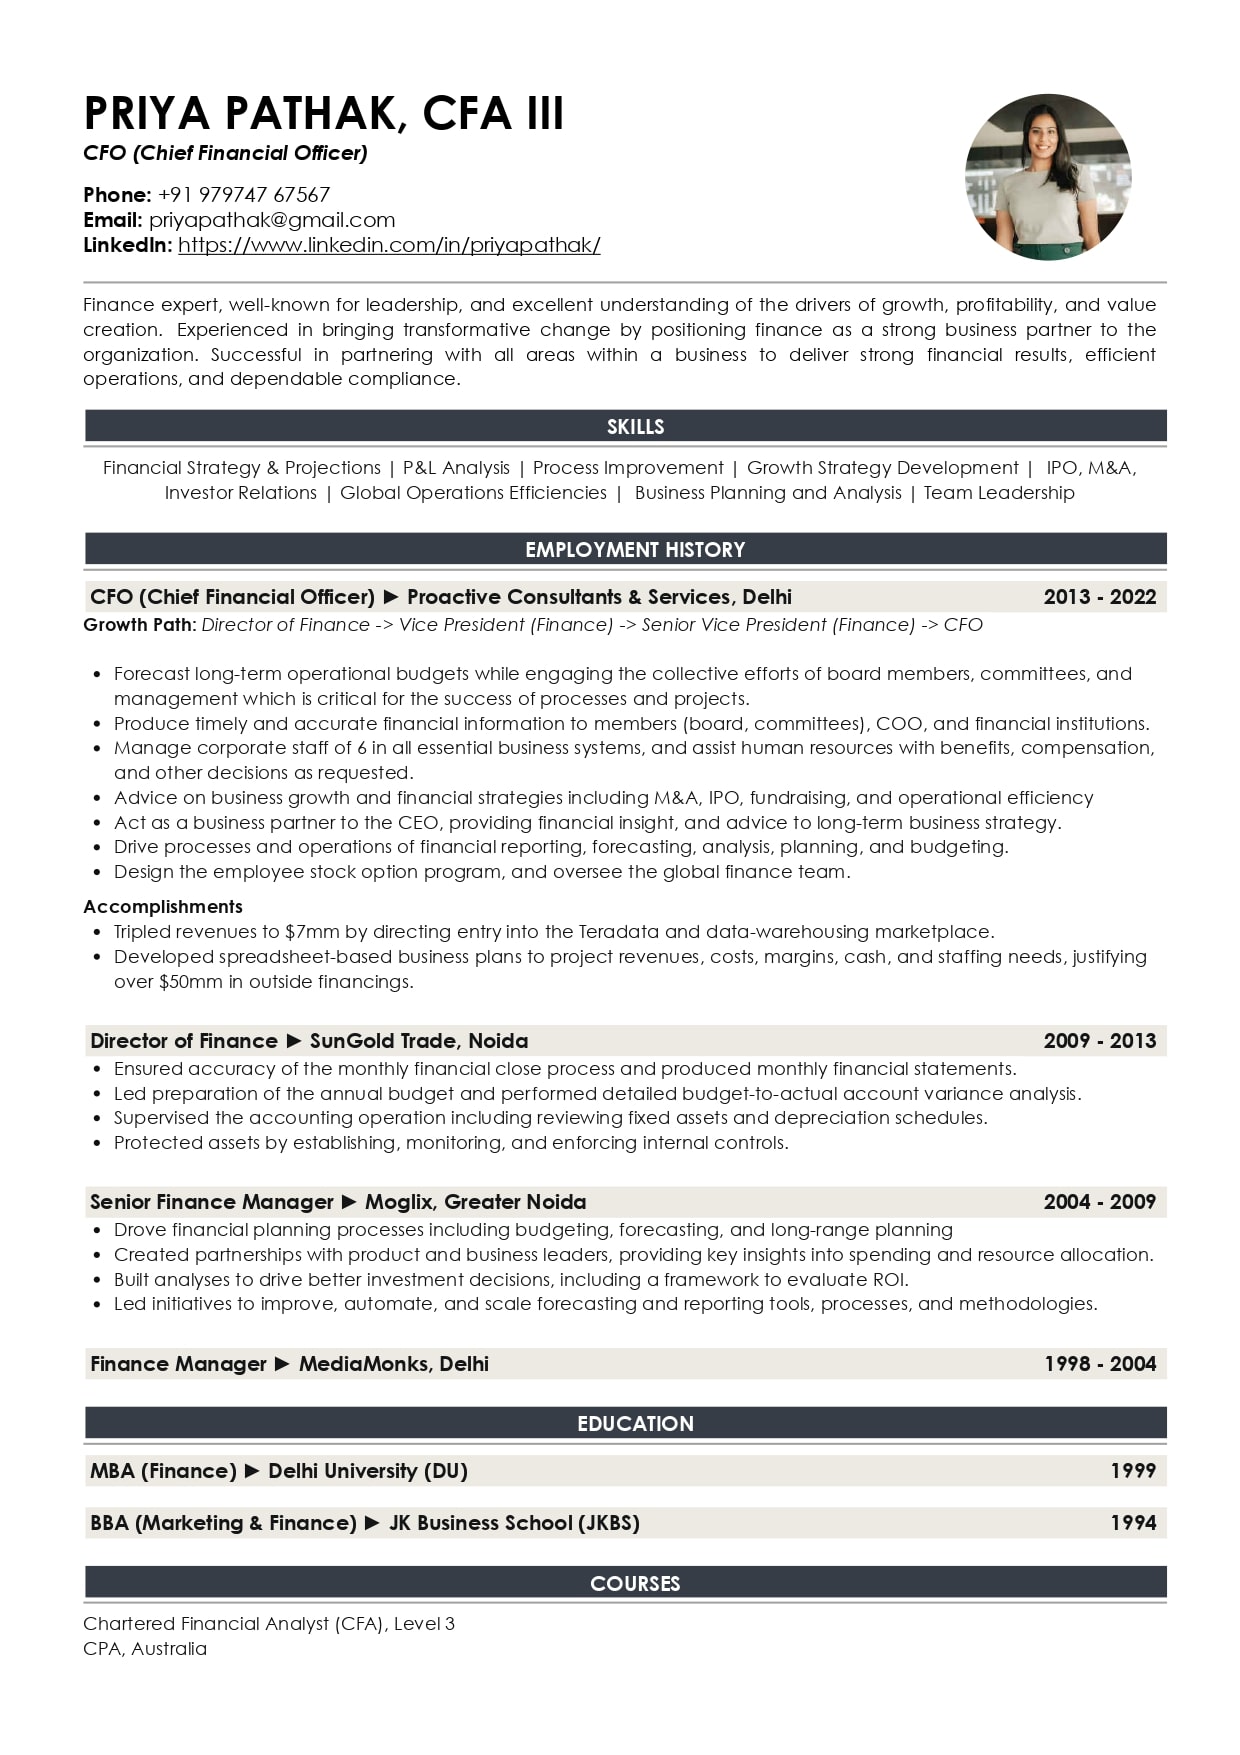 PRIYA PATHAK, CFA III
CFO (Chief Financial Officer)
Phone: +91 979747 67567
Email: priyapathak@gmail.com
LinkedIn: https://www.linkedin.com/in/priyapathak/
Finance expert, well-known for leadership, and excellent understanding of the drivers of growth, profitability, and value
creation. Experienced in bringing transformative change by positioning finance as a strong business partner to the
organization. Successful in partnering with all areas within a business to deliver strong financial results, efficient
operations, and dependable compliance.
SKILLS
Financial Strategy & Projections | P&L Analysis | Process Improvement | Growth Strategy Development | IPO, M&A,
Investor Relations | Global Operations Efficiencies | Business Planning and Analysis | Team Leadership
EMPLOYMENT HISTORY
CFO (Chief Financial Officer) ► Proactive Consultants & Services, Delhi 2013 - 2022
Growth Path: Director of Finance -> Vice President (Finance) -> Senior Vice President (Finance) -> CFO
• Forecast long-term operational budgets while engaging the collective efforts of board members, committees, and
management which is critical for the success of processes and projects.
• Produce timely and accurate financial information to members (board, committees), COO, and financial institutions.
• Manage corporate staff of 6 in all essential business systems, and assist human resources with benefits, compensation,
and other decisions as requested.
• Advice on business growth and financial strategies including M&A, IPO, fundraising, and operational efficiency
• Act as a business partner to the CEO, providing financial insight, and advice to long-term business strategy.
• Drive processes and operations of financial reporting, forecasting, analysis, planning, and budgeting.
• Design the employee stock option program, and oversee the global finance team.
Accomplishments
• Tripled revenues to $7mm by directing entry into the Teradata and data-warehousing marketplace.
• Developed spreadsheet-based business plans to project revenues, costs, margins, cash, and staffing needs, justifying
over $50mm in outside financings.
Director of Finance ► SunGold Trade, Noida 2009 - 2013
• Ensured accuracy of the monthly financial close process and produced monthly financial statements.
• Led preparation of the annual budget and performed detailed budget-to-actual account variance analysis.
• Supervised the accounting operation including reviewing fixed assets and depreciation schedules.
• Protected assets by establishing, monitoring, and enforcing internal controls.
Senior Finance Manager ► Moglix, Greater Noida 2004 - 2009
• Drove financial planning processes including budgeting, forecasting, and long-range planning
• Created partnerships with product and business leaders, providing key insights into spending and resource allocation.
• Built analyses to drive better investment decisions, including a framework to evaluate ROI.
• Led initiatives to improve, automate, and scale forecasting and reporting tools, processes, and methodologies.
Finance Manager ► MediaMonks, Delhi 1998 - 2004
EDUCATION
MBA (Finance) ► Delhi University (DU) 1999
BBA (Marketing & Finance) ► JK Business School (JKBS) 1994
COURSES
Chartered Financial Analyst (CFA), Level 3
CPA, Australia